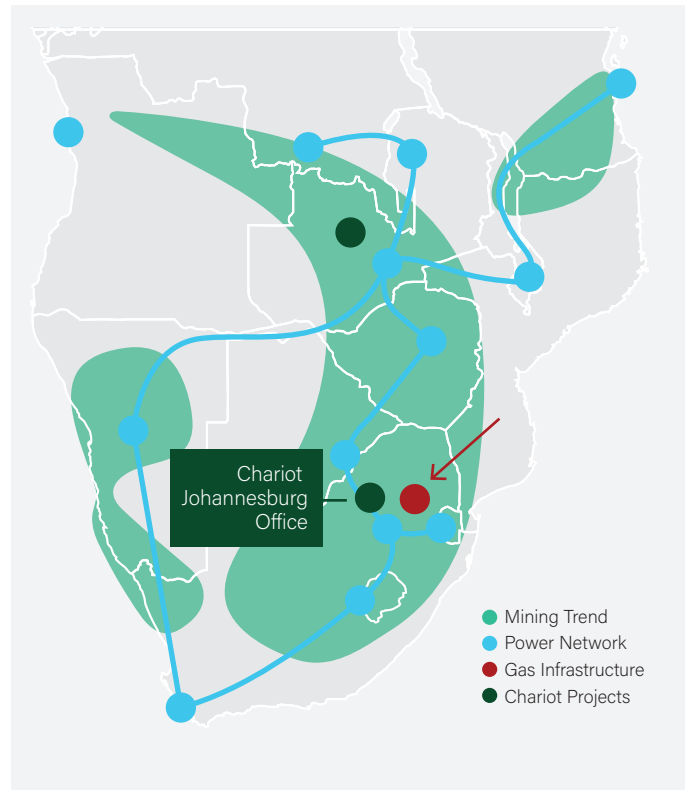 Chariot
Johannesburg
Office
Mining Trend
Power Network
Gas Infrastructure
Chariot Projects